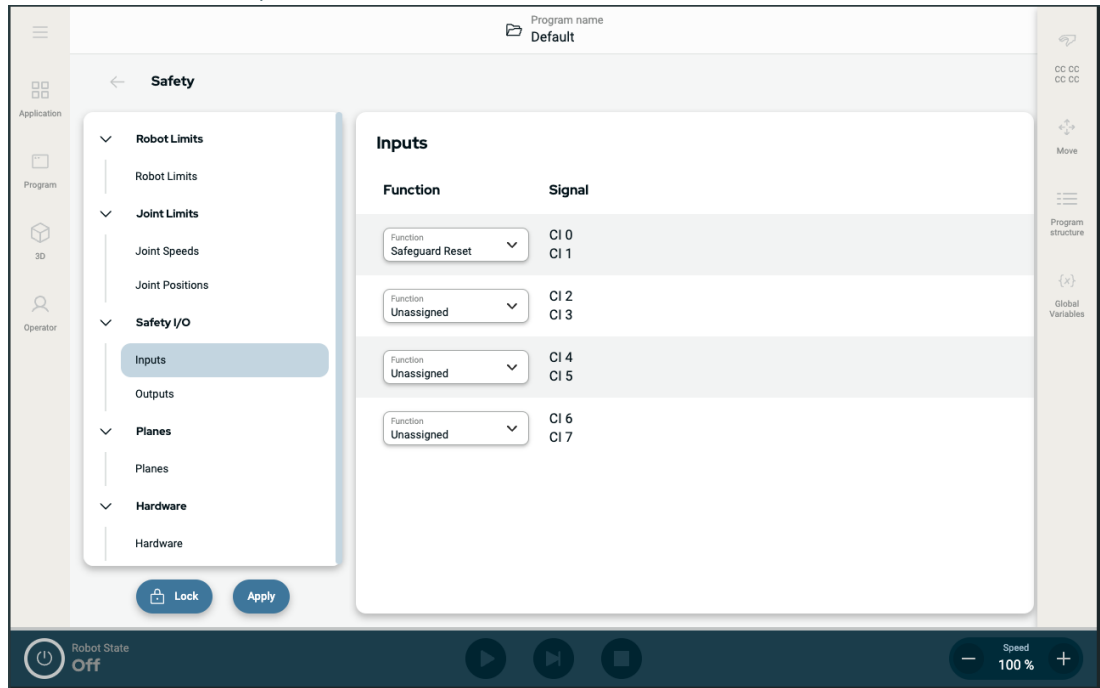 Program name
Default
Safety
Application
Program
3D
Operator
Robot Limits
Robot Limits
Joint Limits
Joint Speeds
Joint Positions
Safety I/O
Inputs
Outputs
Planes
Planes
Hardware
Hardware
Lock
Apply
Inputs
Function Signal
Function
Safeguard Reset
CI 0
CI 1
Function
Unassigned
CI 2
CI 3
Function
Unassigned
CI 4
CI 5
Function
Unassigned
CI 6
CI 7
CC CC
CC CC
Move
Program
structure
{x}
Global
Variables
Robot State
Off
Speed
100 %